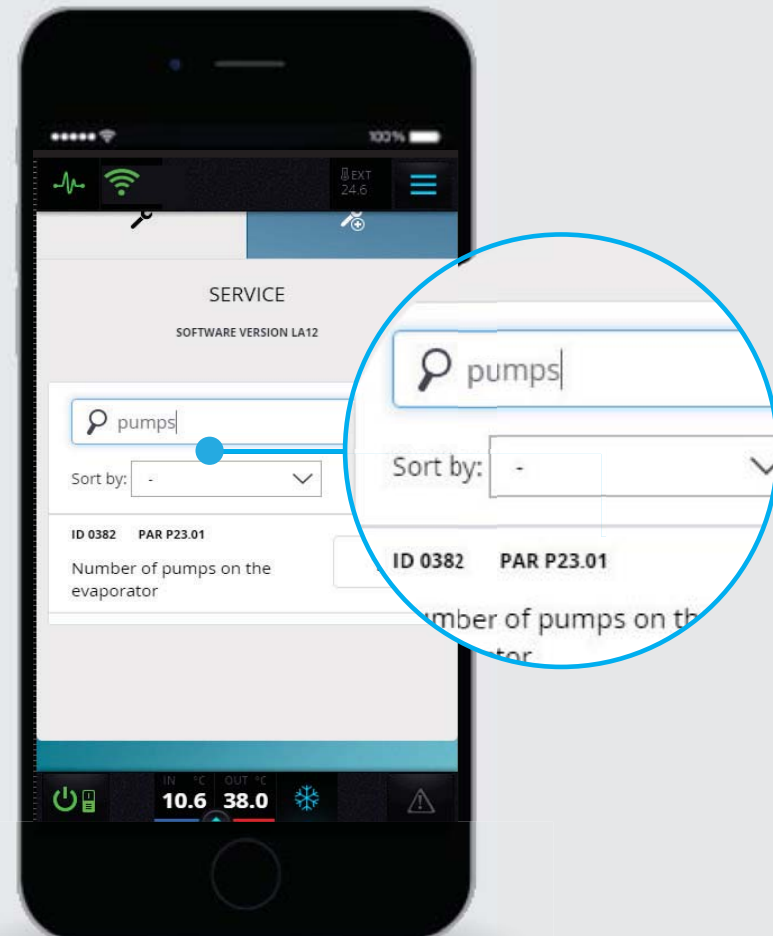 100%
EXT
24.6
SERVICE
SOFTWARE VERSION LA12
pumps
Sort by: -
ID 0382 PAR P23.01
Number of pumps on the
evaporator
IN °C OUT °C
10.6 38.0
pumps
Sort by: -
ID 0382 PAR P23.01
umber of pumps on th
tor